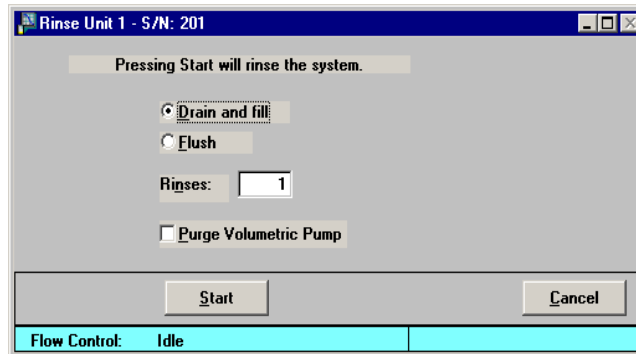 Rinse Unit 1 - S/N: 201
Pressing Start will rinse the system.
Drain and fill
Flush
Rinses: 1
Purge Volumetric Pump
Start Cancel
Flow Control: Idle